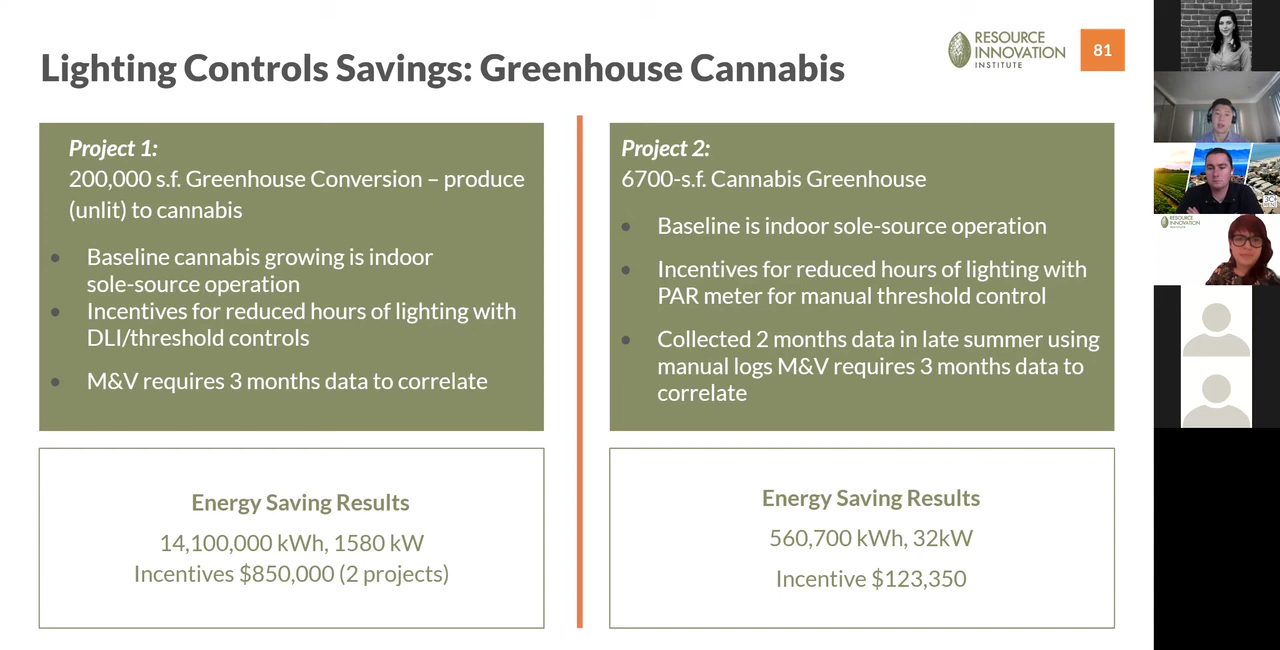 Lighting Controls Savings: Greenhouse Cannabis
RESOURCE
INNOVATION
INSTITUTE
81
Project 1:
200,000 s.f. Greenhouse Conversion – produce
(unlit) to cannabis
Baseline cannabis growing is indoor
sole-source operation
Incentives for reduced hours of lighting with
DLI/threshold controls
M&V requires 3 months data to correlate
Energy Saving Results
14,100,000 kWh, 1580 kW
Incentives $850,000 (2 projects)
Project 2:
6700-s.f. Cannabis Greenhouse
Baseline is indoor sole-source operation
Incentives for reduced hours of lighting with
PAR meter for manual threshold control
Collected 2 months data in late summer using
manual logs M&V requires 3 months data to
correlate
Energy Saving Results
560,700 kWh, 32kW
Incentive $123,350
RESOURCE
INNOVATION
INSTITUTE